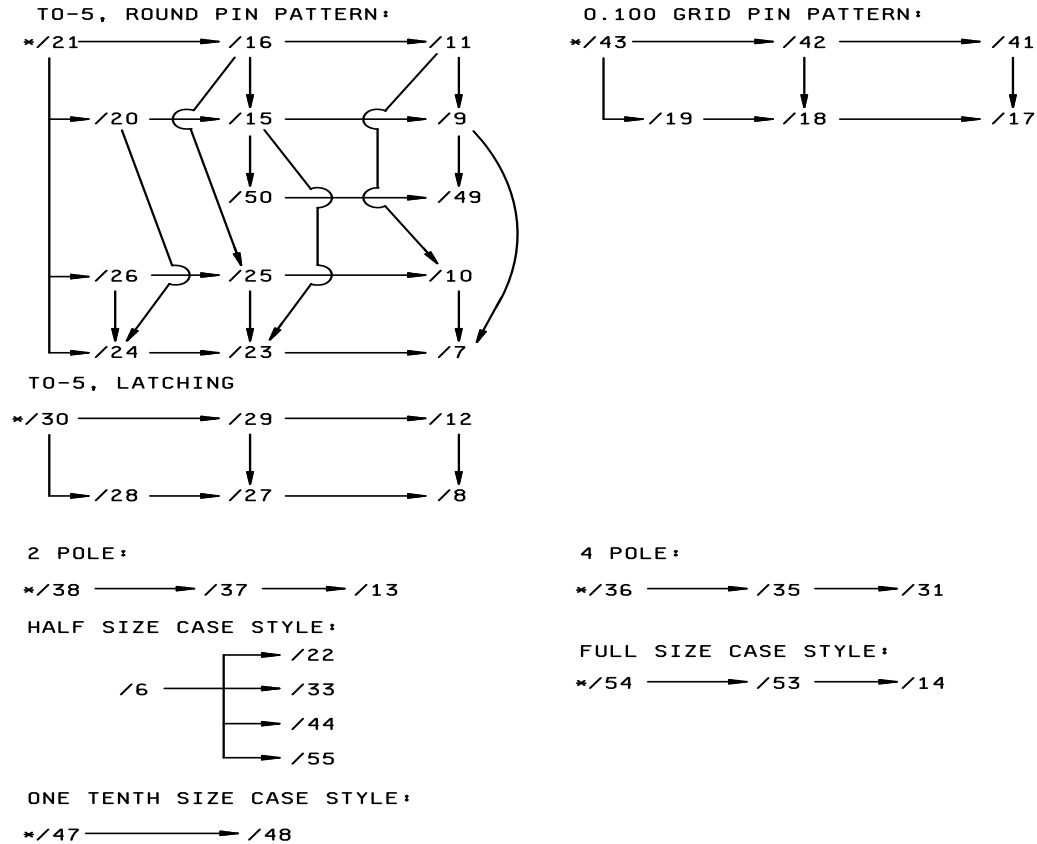 TO-5, ROUND PIN PATTERN:
*/21 /16 /11
/20 /15 /9
/50 /49
/26 /25 /10
/24 /23 /7
0.100 GRID PIN PATTERN:
*/43 /42 /41
/19 /18 /17
TO-5, LATCHING
*/30 /29 /12
/28 /27 /8
2 POLE:
*/38 /37 /13
4 POLE:
*/36 /35 /31
HALF SIZE CASE STYLE:
/22
/6 /33
/44
/55
FULL SIZE CASE STYLE:
*/54 /53 /14
ONE TENTH SIZE CASE STYLE:
*/47 /48